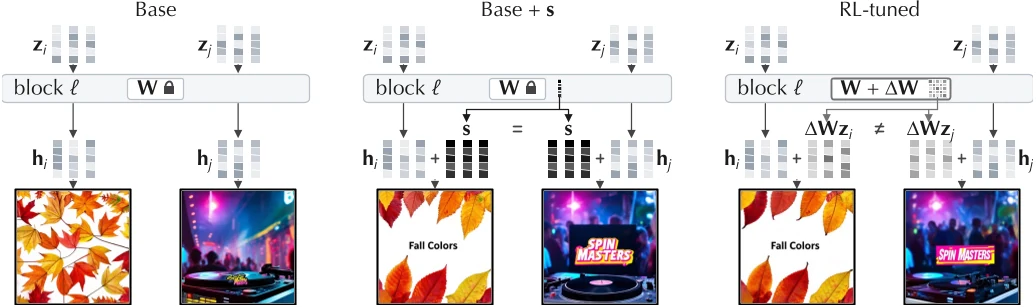 Base
Base + s
RL-tuned
z_i
z_j
z_i
z_j
z_i
z_j
block ℓ
W
block ℓ
W
block ℓ
W + ΔW
s = s
ΔWz_i ≠ ΔWz_j
h_i
h_j
h_i +
+ h_j
h_i +
+ h_j
Fall Colors
SPIN
MASTERS
Fall Colors
SPIN MASTERS